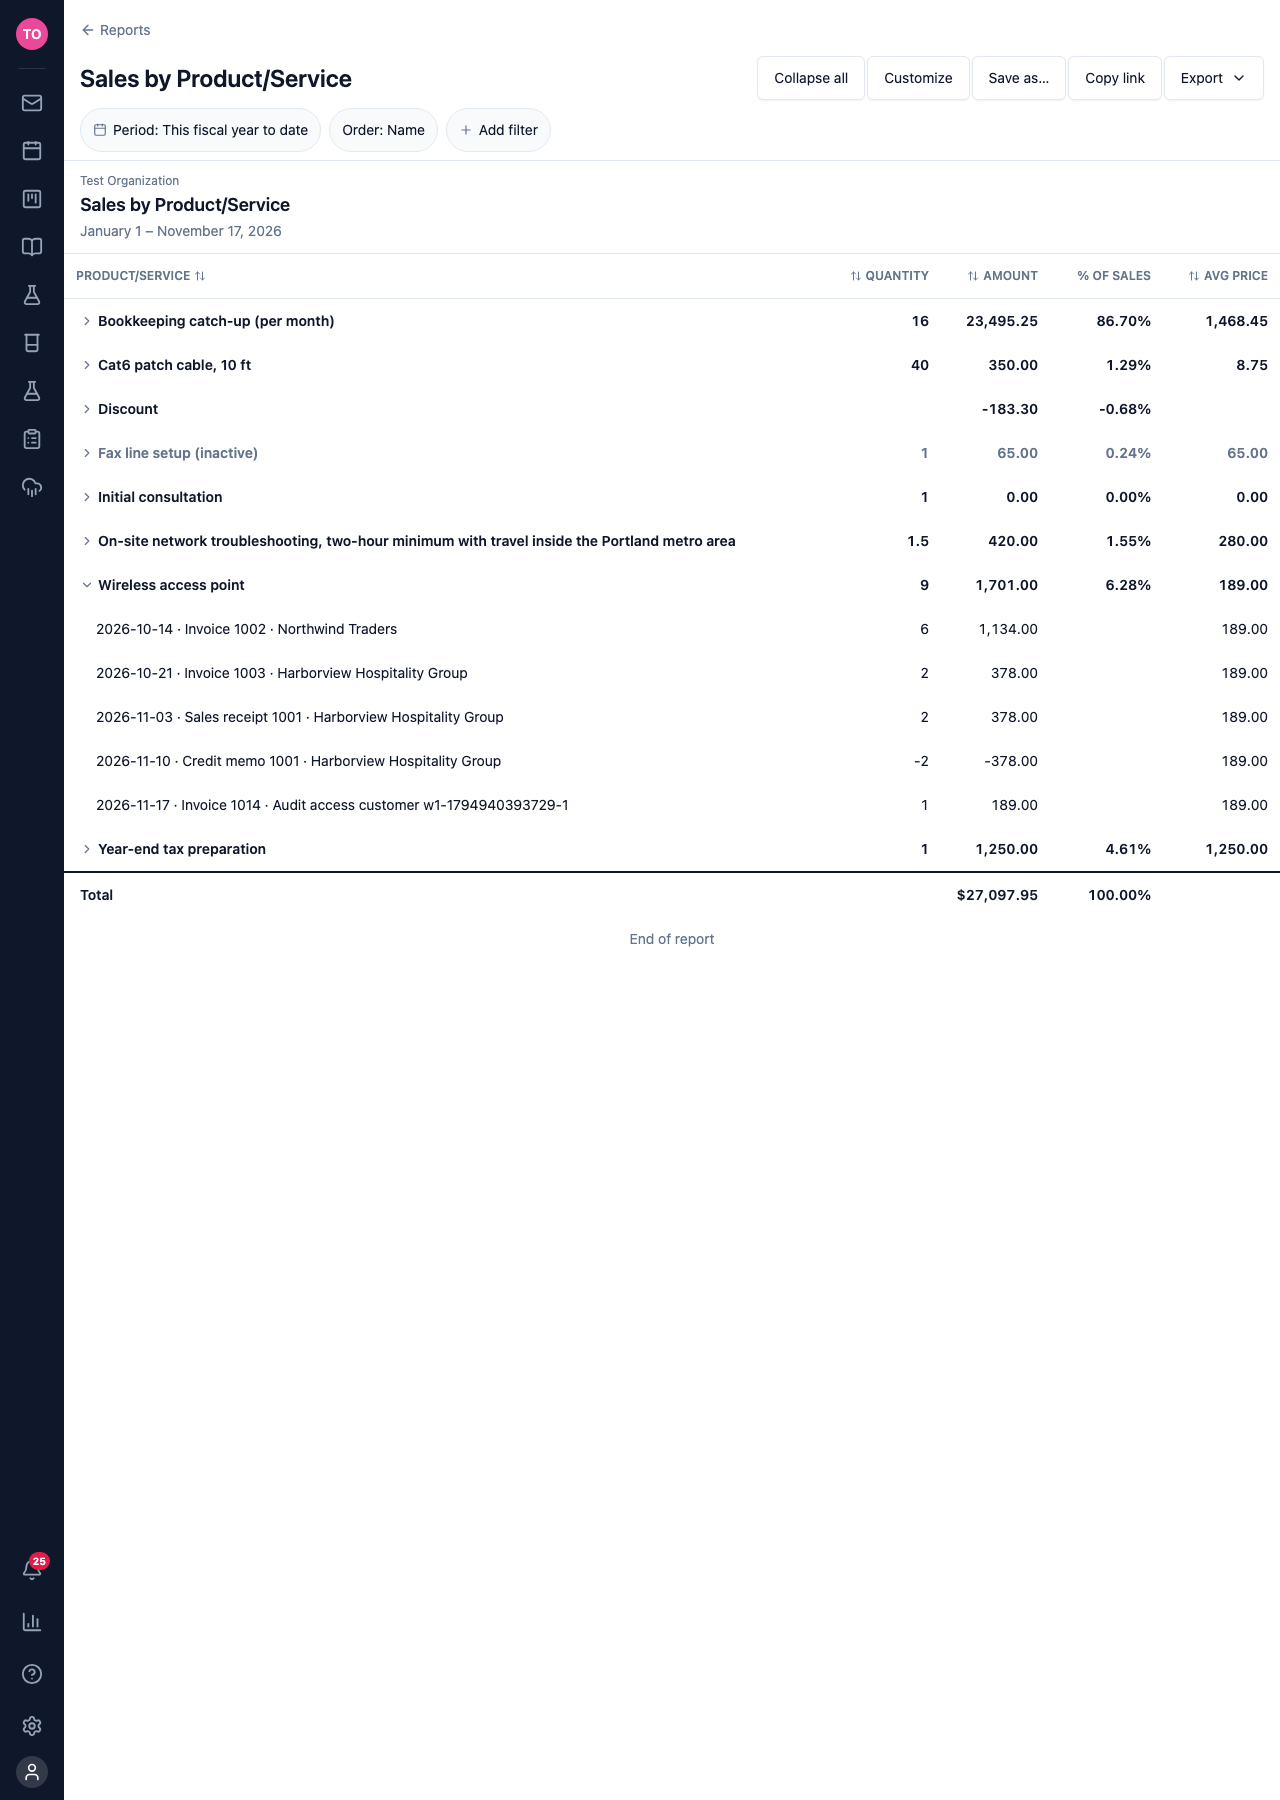 TO
Reports
Sales by Product/Service
Collapse all
Customize
Save as...
Copy link
Export
Period: This fiscal year to date
Order: Name
Add filter
Test Organization
Sales by Product/Service
January 1 – November 17, 2026
PRODUCT/SERVICE QUANTITY AMOUNT % OF SALES AVG PRICE
Bookkeeping catch-up (per month) 16 23,495.25 86.70% 1,468.45
Cat6 patch cable, 10 ft 40 350.00 1.29% 8.75
Discount -183.30 -0.68%
Fax line setup (inactive) 1 65.00 0.24% 65.00
Initial consultation 1 0.00 0.00% 0.00
On-site network troubleshooting, two-hour minimum with travel inside the Portland metro area 1.5 420.00 1.55% 280.00
Wireless access point 9 1,701.00 6.28% 189.00
2026-10-14 · Invoice 1002 · Northwind Traders 6 1,134.00 189.00
2026-10-21 · Invoice 1003 · Harborview Hospitality Group 2 378.00 189.00
2026-11-03 · Sales receipt 1001 · Harborview Hospitality Group 2 378.00 189.00
2026-11-10 · Credit memo 1001 · Harborview Hospitality Group -2 -378.00 189.00
2026-11-17 · Invoice 1014 · Audit access customer w1-1794940393729-1 1 189.00 189.00
Year-end tax preparation 1 1,250.00 4.61% 1,250.00
Total $27,097.95 100.00%
End of report
25